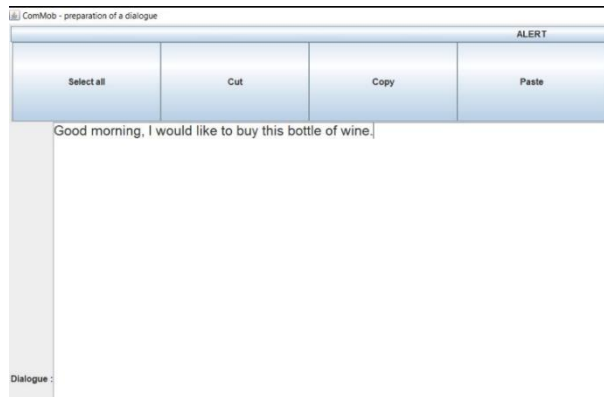 ComMob - preparation of a dialogue
ALERT
Select all Cut Copy Paste
Good morning, I would like to buy this bottle of wine.
Dialogue :